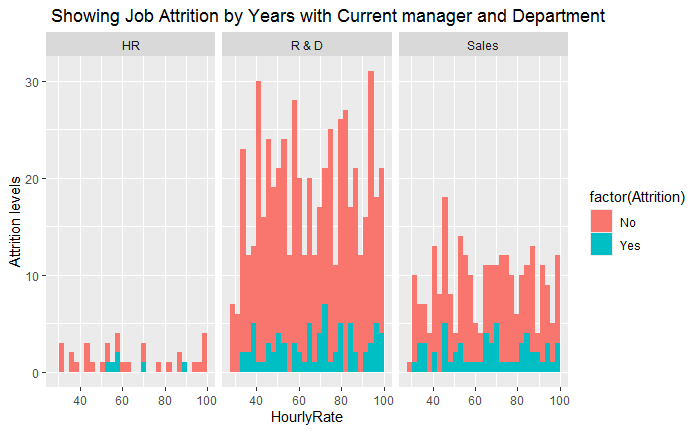 Showing Job Attrition by Years with Current manager and Department
HR
R & D
Sales
Attrition levels
30
20
10
0
40
60
80
100
40
60
80
100
40
60
80
100
HourlyRate
factor(Attrition)
No
Yes